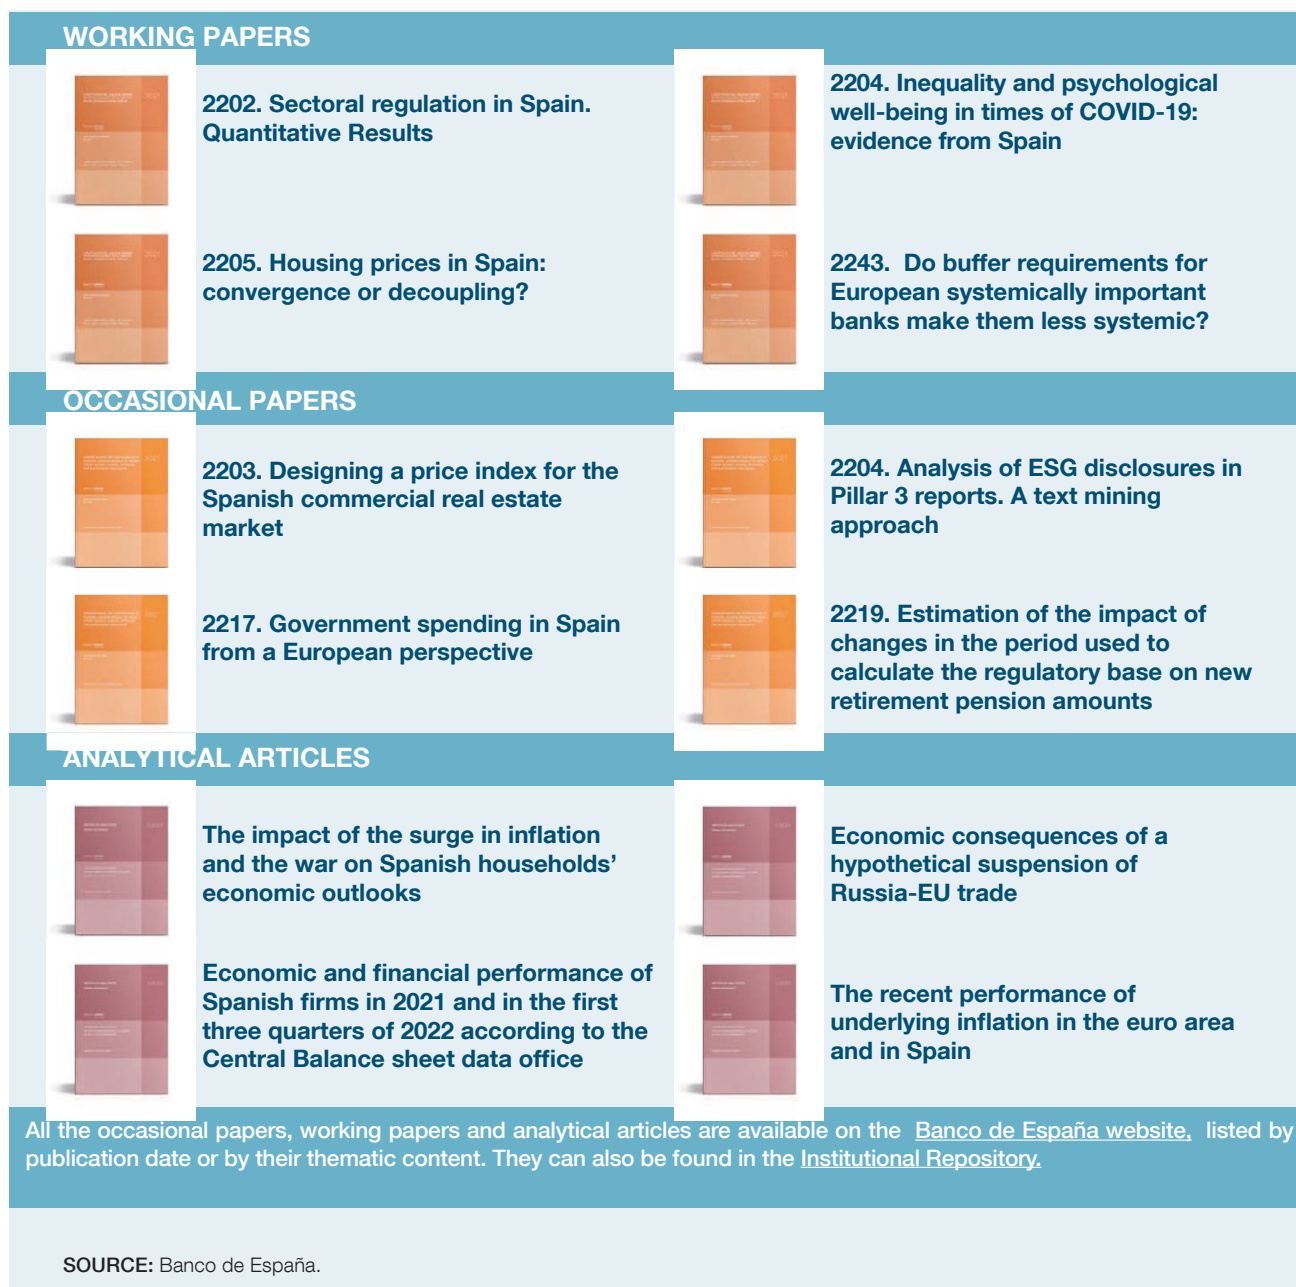 WORKING PAPERS
2202. Sectoral regulation in Spain.
Quantitative Results
2204. Inequality and psychological
well-being in times of COVID-19:
evidence from Spain
2205. Housing prices in Spain:
convergence or decoupling?
2243.  Do buffer requirements for
European systemically important
banks make them less systemic?
OCCASIONAL PAPERS
2203. Designing a price index for the
Spanish commercial real estate
market
2204. Analysis of ESG disclosures in
Pillar 3 reports. A text mining
approach
2217. Government spending in Spain
from a European perspective
2219. Estimation of the impact of
changes in the period used to
calculate the regulatory base on new
retirement pension amounts
ANALYTICAL ARTICLES
The impact of the surge in inflation
and the war on Spanish households’
economic outlooks
Economic consequences of a
hypothetical suspension of
Russia-EU trade
Economic and financial performance of
Spanish firms in 2021 and in the first
three quarters of 2022 according to the
Central Balance sheet data office
The recent performance of
underlying inflation in the euro area
and in Spain
All the occasional papers, working papers and analytical articles are available on the Banco de España website, listed by
publication date or by their thematic content. They can also be found in the Institutional Repository.
SOURCE: Banco de España.